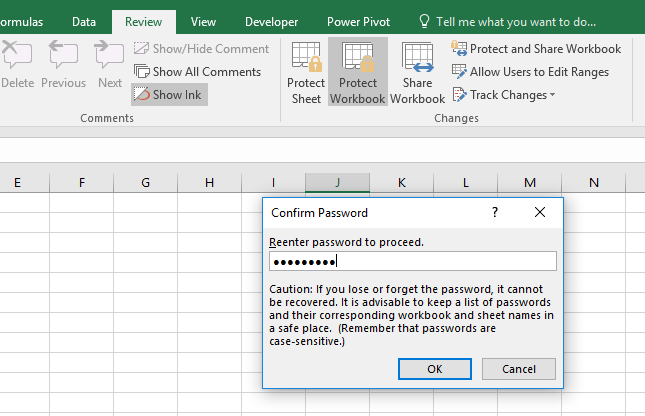 ormulas Data Review View Developer Power Pivot Tell me what you want to do...
Delete Previous Next
Show/Hide Comment
Show All Comments
Show Ink
Comments
Protect Sheet
Protect Workbook
Share Workbook
Protect and Share Workbook
Allow Users to Edit Ranges
Track Changes
Changes
E F G H I J K L M N
Confirm Password ?
Reenter password to proceed.
●●●●●●●●●
Caution: If you lose or forget the password, it cannot
be recovered. It is advisable to keep a list of passwords
and their corresponding workbook and sheet names in
a safe place. (Remember that passwords are
case-sensitive.)
OK Cancel